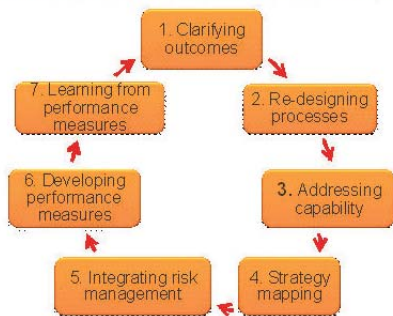 1. Clarifying
outcomes
2. Re-designing
processes
3. Addressing
capability
4. Strategy
mapping
5. Integrating risk
management
6. Developing
performance
measures
7. Learning from
performance
measures